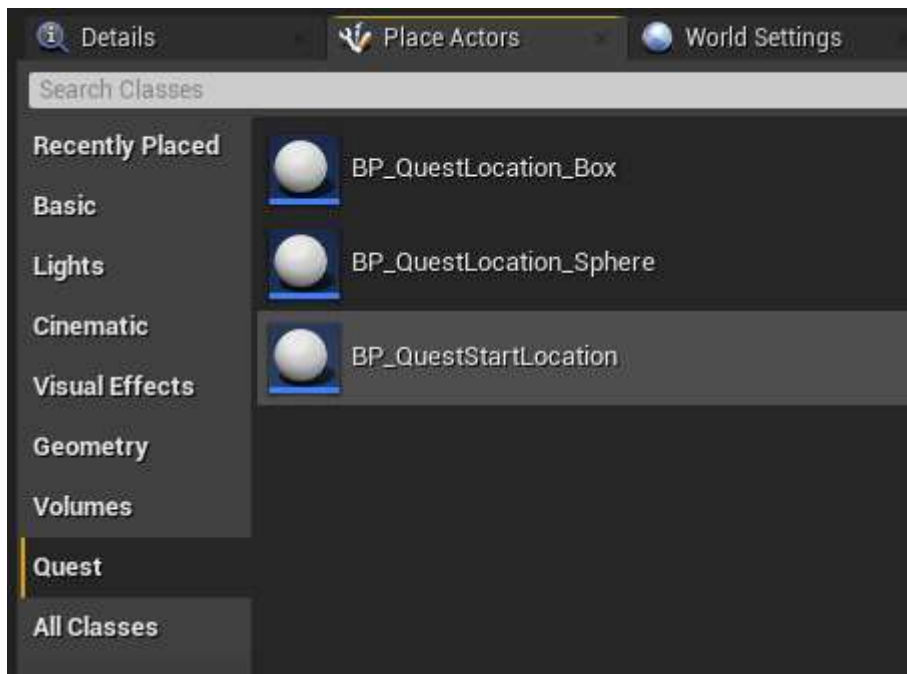 Details
Place Actors
World Settings
Search Classes
Recently Placed
Basic
Lights
Cinematic
Visual Effects
Geometry
Volumes
Quest
All Classes
BP_QuestLocation_Box
BP_QuestLocation_Sphere
BP_QuestStartLocation